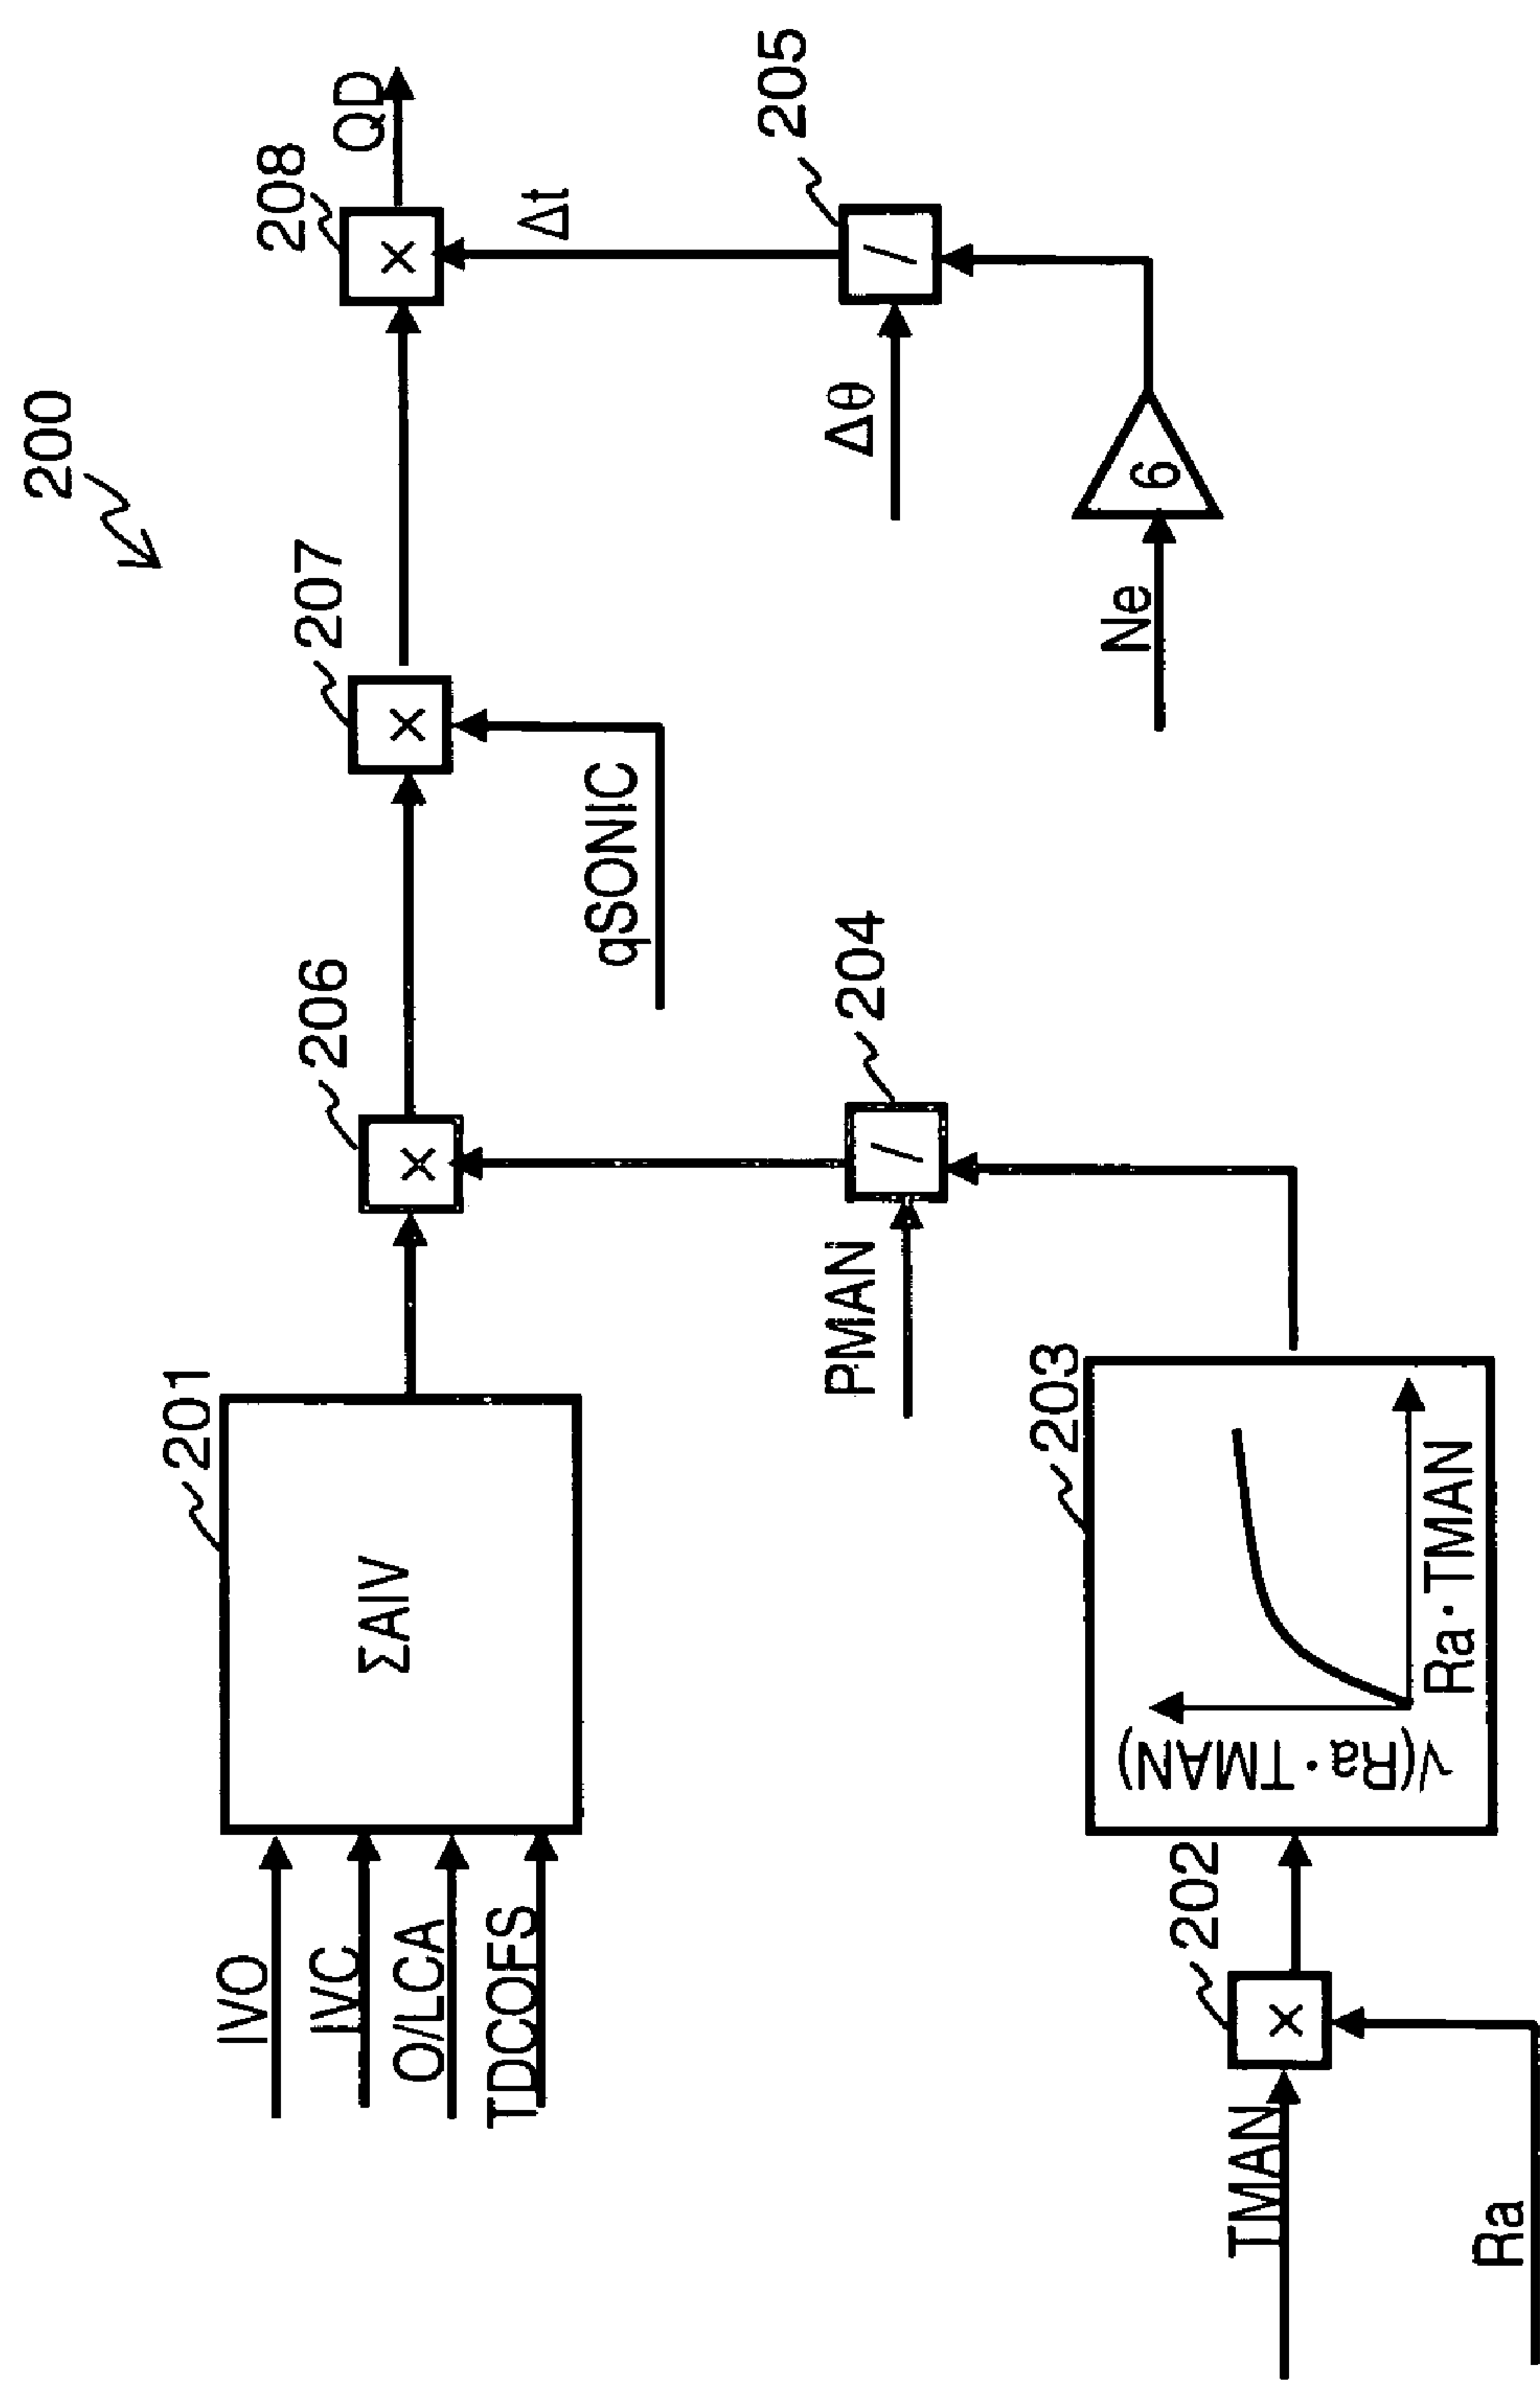 200
201
206
207
208
IVO
IVC
O/LCA
TDCOFS
ΣAIV
×
×
×
QD
qSONIC
Δt
204
205
PMAN
/
Δθ
/
202
203
TMAN
×
√(Ra·TMAN)
Ra·TMAN
Ne
6
Ra